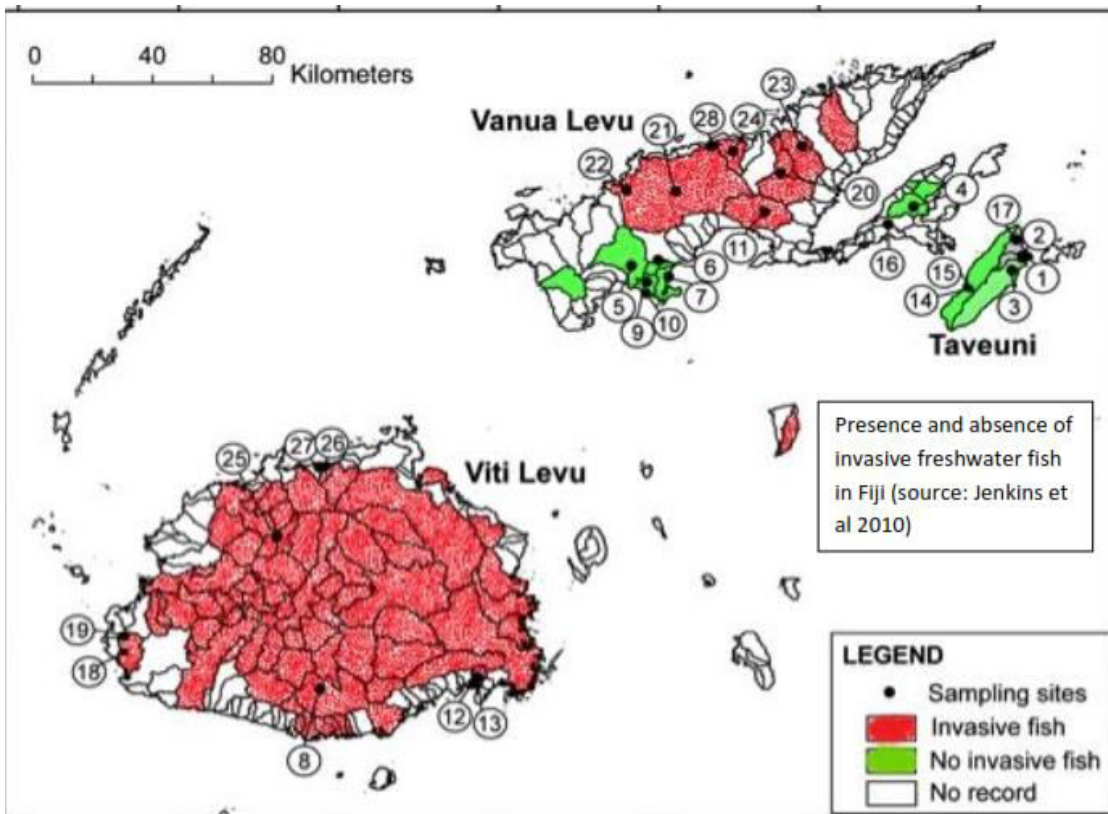 0 40 80
Kilometers
23
Vanua Levu
28 24
21
22
20
4
17
2
11
6
16
15
1
5
7
14
3
9
10
Taveuni
Presence and absence of
invasive freshwater fish
in Fiji (source: Jenkins et
al 2010)
27 26
25
Viti Levu
19
18
12 13
8
LEGEND
Sampling sites
Invasive fish
No invasive fish
No record